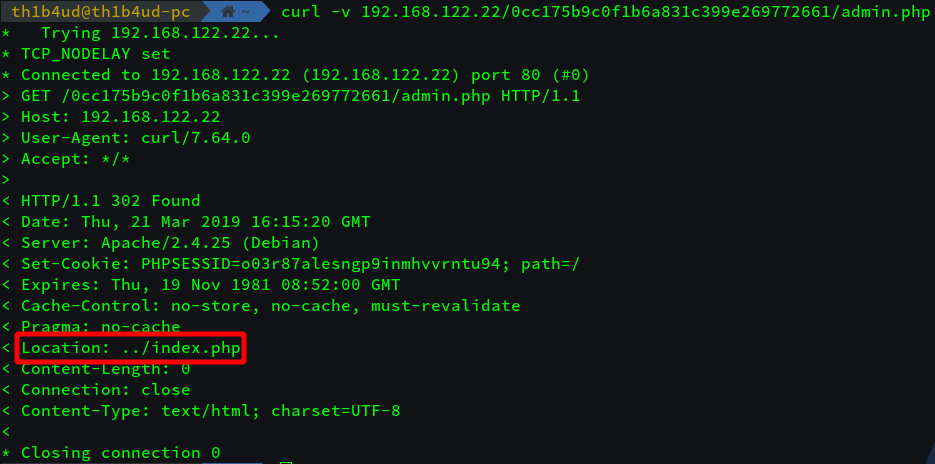 th1b4ud@th1b4ud-pc ~ curl -v 192.168.122.22/0cc175b9c0f1b6a831c399e269772661/admin.php
*   Trying 192.168.122.22...
* TCP_NODELAY set
* Connected to 192.168.122.22 (192.168.122.22) port 80 (#0)
> GET /0cc175b9c0f1b6a831c399e269772661/admin.php HTTP/1.1
> Host: 192.168.122.22
> User-Agent: curl/7.64.0
> Accept: */*
>
< HTTP/1.1 302 Found
< Date: Thu, 21 Mar 2019 16:15:20 GMT
< Server: Apache/2.4.25 (Debian)
< Set-Cookie: PHPSESSID=o03r87alesngp9inmhvvrntu94; path=/
< Expires: Thu, 19 Nov 1981 08:52:00 GMT
< Cache-Control: no-store, no-cache, must-revalidate
< Pragma: no-cache
< Location: ../index.php
< Content-Length: 0
< Connection: close
< Content-Type: text/html; charset=UTF-8
<
* Closing connection 0